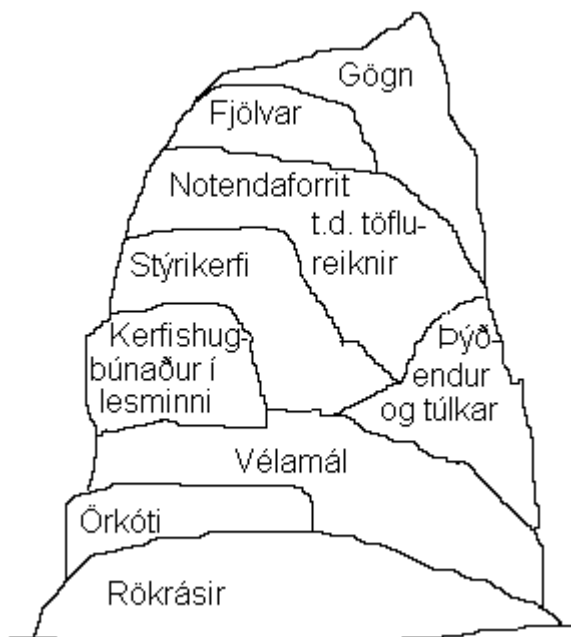 Gögn
Fjölvar
Notendaforrit
t.d. töflu-
reiknir
Stýrikerfi
Kerfishug-
búnaður í
lesminni
Þýð-
endur
og túlkar
Vélamál
Örkóti
Rökrásir